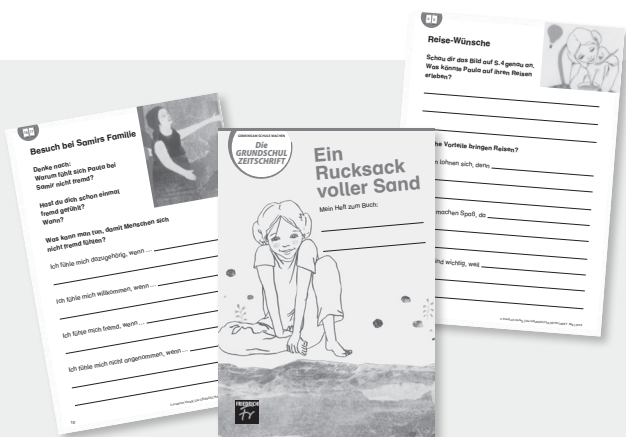 Besuch bei Samirs Familie
Denke nach:
Warum fühlt sich Paula bei
Samir nicht fremd?
Hast du dich schon einmal
fremd gefühlt?
Wann?
Was kann man tun, damit Menschen sich
nicht fremd fühlen?
Ich fühle mich dazugehörig, wenn ...
Ich fühle mich willkommen, wenn ...
Ich fühle mich fremd, wenn ...
Ich fühle mich nicht angenommen, wenn ...
GEMEINSAM SCHULE MACHEN
Die
GRUNDSCHUL
ZEITSCHRIFT
Ein
Rucksack
voller Sand
Mein Heft zum Buch:
FRIEDRICH
Reise-Wünsche
Schau dir das Bild auf S. 4 genau an.
Was könnte Paula auf ihren Reisen
erleben?
he Vorteile bringen Reisen?
n lohnen sich, denn
machen Spaß, da
nd wichtig, weil